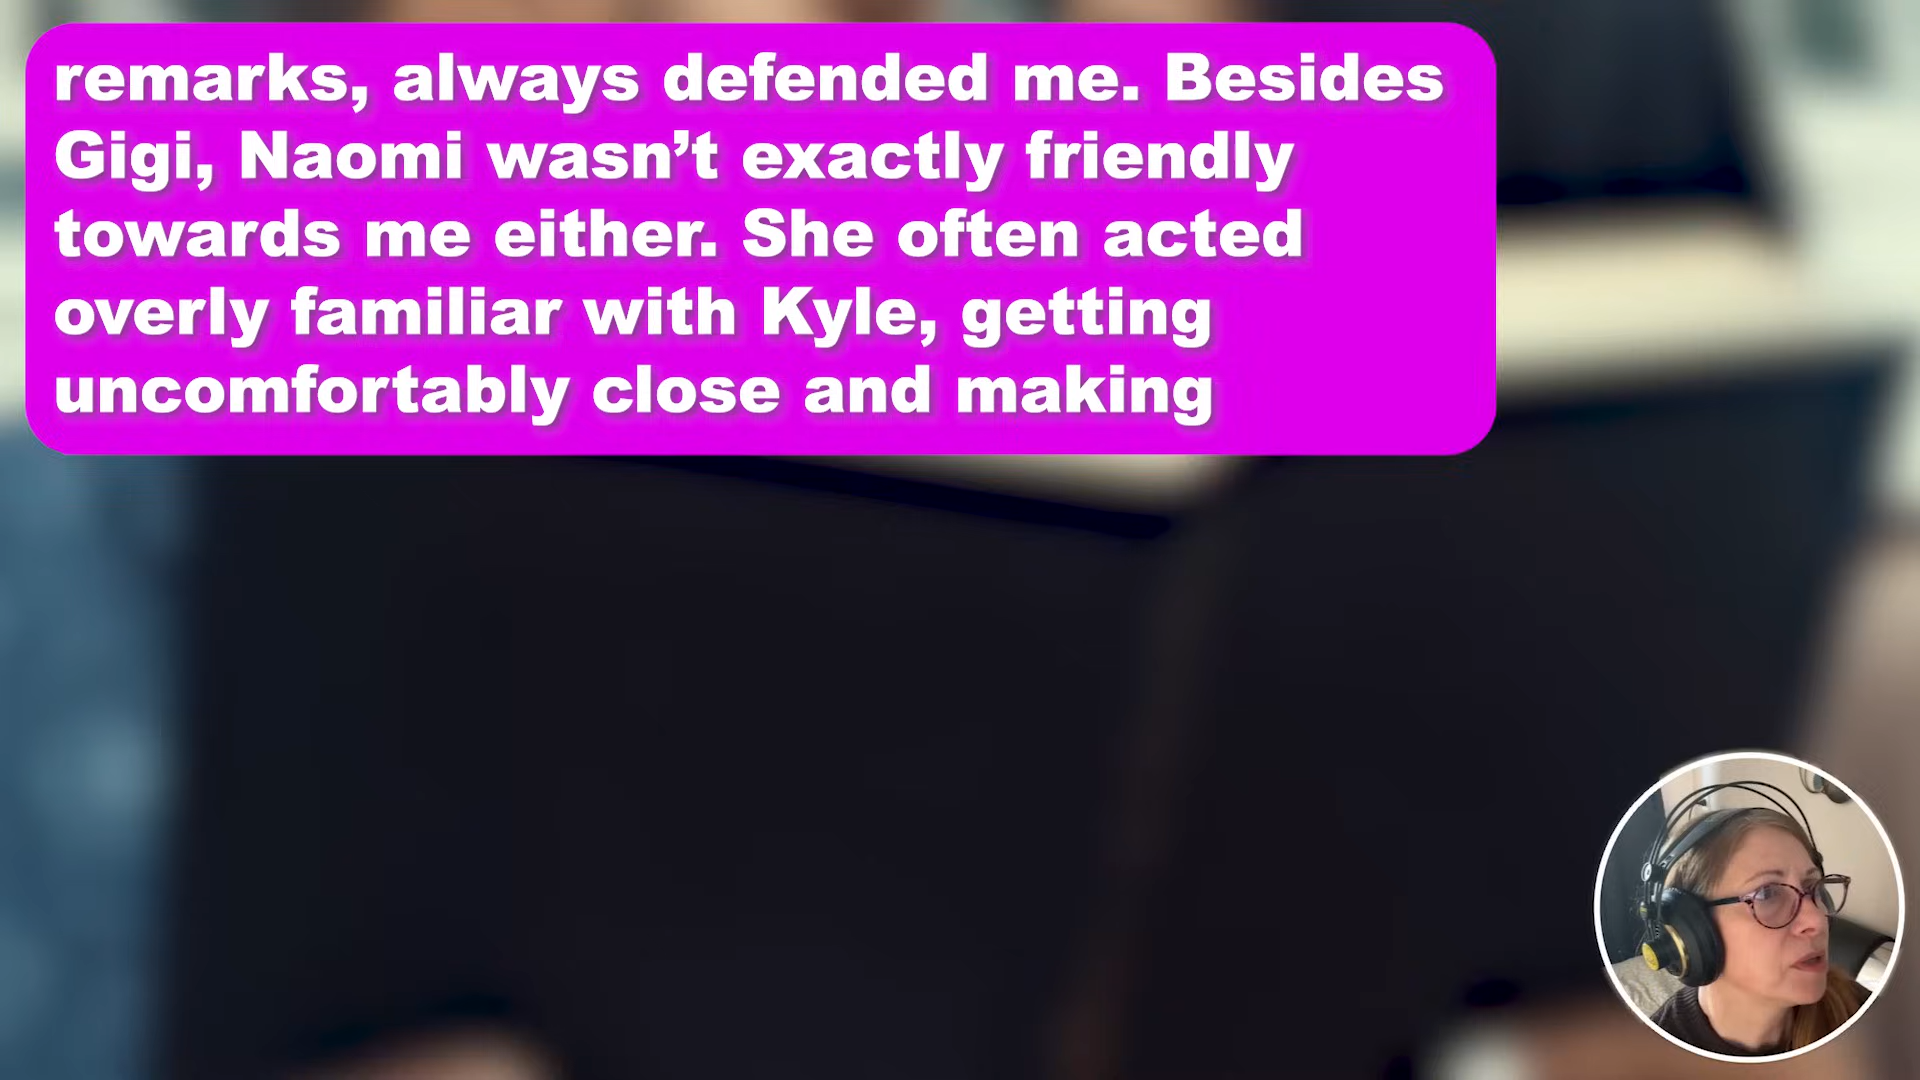 remarks, always defended me. Besides
Gigi, Naomi wasn’t exactly friendly
towards me either. She often acted
overly familiar with Kyle, getting
uncomfortably close and making